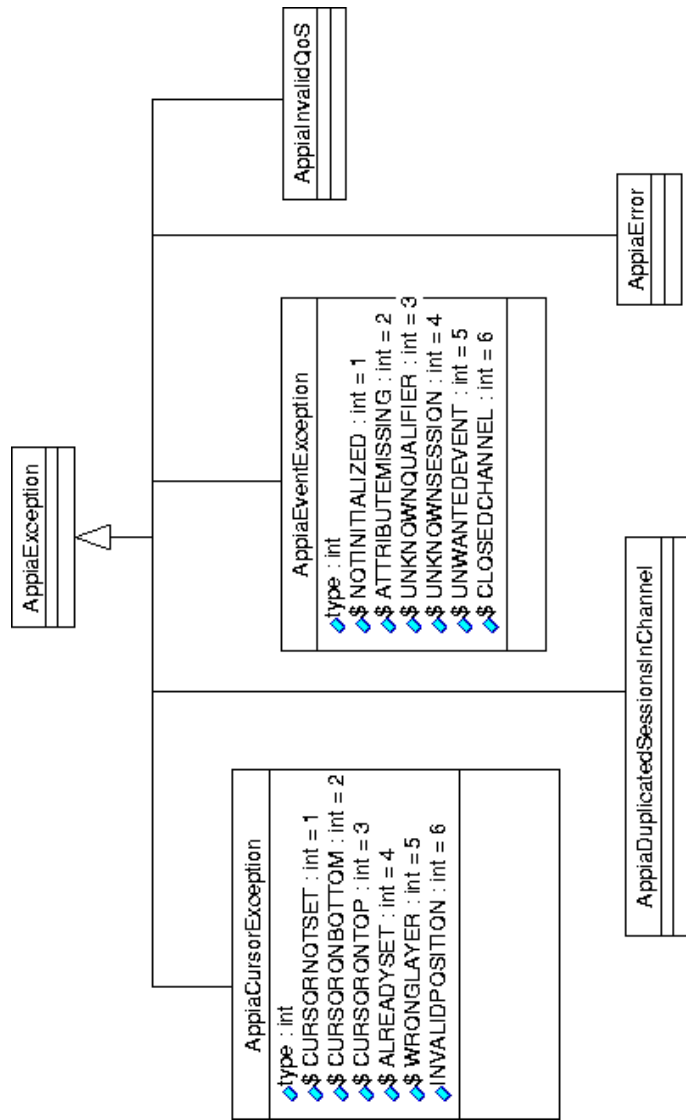 AppiaException
AppiaCursorException
type : int
$ CURSORNOTSET : int = 1
$ CURSORONBOTTOM : int = 2
$ CURSORONTOP : int = 3
$ ALREADYSET : int = 4
$ WRONGLAYER : int = 5
INVALIDPOSITION : int = 6
AppiaEventException
type : int
$ NOTINITIALIZED : int = 1
$ ATTRIBUTEMISSING : int = 2
$ UNKNOWNQUALIFIER : int = 3
$ UNKNOWNSESSION : int = 4
$ UNWANTEDEVENT : int = 5
$ CLOSEDCHANNEL : int = 6
AppiaInvalidQoS
AppiaDuplicatedSessionsInChannel
AppiaError